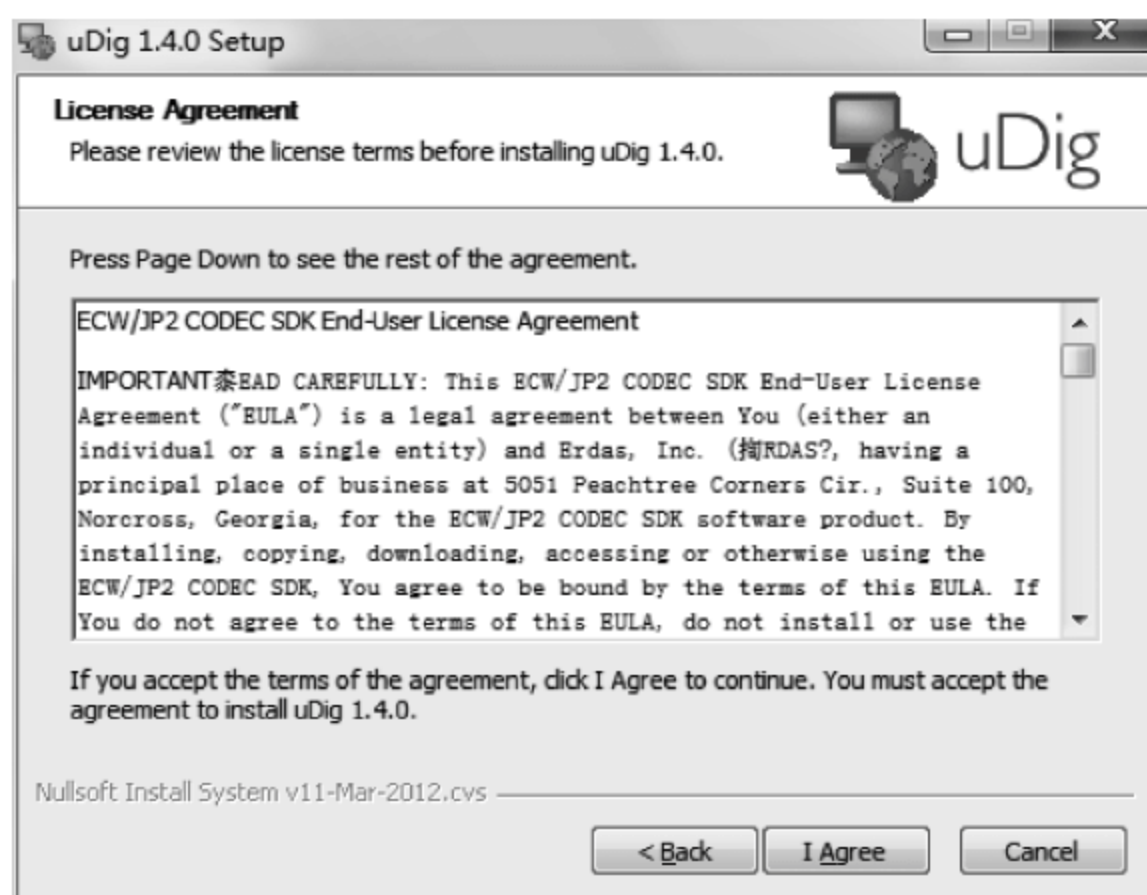 uDig 1.4.0 Setup
License Agreement
Please review the license terms before installing uDig 1.4.0.
uDig
Press Page Down to see the rest of the agreement.
ECW/JP2 CODEC SDK End-User License Agreement
IMPORTANT桼EAD CAREFULLY: This ECW/JP2 CODEC SDK End-User License
Agreement ("EULA") is a legal agreement between You (either an
individual or a single entity) and Erdas, Inc. (揈RDAS?, having a
principal place of business at 5051 Peachtree Corners Cir., Suite 100,
Norcross, Georgia, for the ECW/JP2 CODEC SDK software product. By
installing, copying, downloading, accessing or otherwise using the
ECW/JP2 CODEC SDK, You agree to be bound by the terms of this EULA. If
You do not agree to the terms of this EULA, do not install or use the
If you accept the terms of the agreement, click I Agree to continue. You must accept the
agreement to install uDig 1.4.0.
Nullsoft Install System v11-Mar-2012.cvs
< Back
I Agree
Cancel